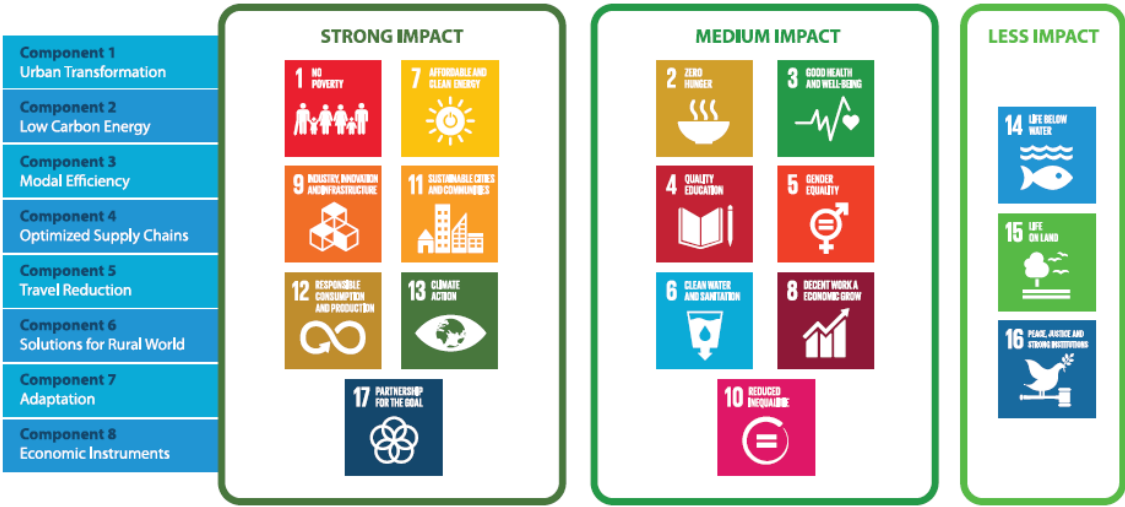 Component 1
Urban Transformation
Component 2
Low Carbon Energy
Component 3
Modal Efficiency
Component 4
Optimized Supply Chains
Component 5
Travel Reduction
Component 6
Solutions for Rural World
Component 7
Adaptation
Component 8
Economic Instruments
STRONG IMPACT
1 NO
POVERTY
7 AFFORDABLE AND
CLEAN ENERGY
9 INDUSTRY, INNOVATION
AND INFRASTRUCTURE
11 SUSTAINABLE CITIES
AND COMMUNITIES
12 RESPONSIBLE
CONSUMPTION
AND PRODUCTION
13 CLIMATE
ACTION
17 PARTNERSHIP
FOR THE GOAL
MEDIUM IMPACT
2 ZERO
HUNGER
3 GOOD HEALTH
AND WELL-BEING
4 QUALITY
EDUCATION
5 GENDER
EQUALITY
6 CLEAN WATER
AND SANITATION
8 DECENT WORK A
ECONOMIC GROW
10 REDUCED
LESS IMPACT
14 LIFE BELOW
WATER
15 LIFE
ON LAND
16 PEACE, JUSTICE AND
STRONG INSTITUTIONS